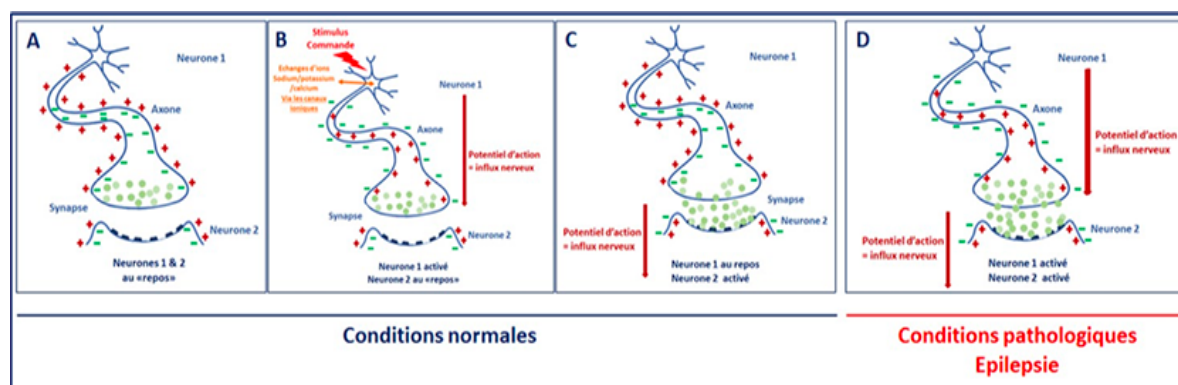 A
Neurone 1
Axone
Synapse
Neurone 2
Neurones 1 & 2
au «repos»
B
Stimulus
Commande
Echanges d'ions
Sodium/potassium
/calcium
Via les canaux
ioniques
Neurone 1
Axone
Potentiel d'action
= influx nerveux
Synapse
Neurone 2
Neurone 1 activé
Neurone 2 au «repos»
C
Neurone 1
Axone
Synapse
Neurone 2
Potentiel d'action
= influx nerveux
Neurone 1 au repos
Neurone 2 activé
D
Neurone 1
Axone
Potentiel d'action
= influx nerveux
Synapse
Neurone 2
Potentiel d'action
= influx nerveux
Neurone 1 activé
Neurone 2 activé
Conditions normales
Conditions pathologiques
Epilepsie